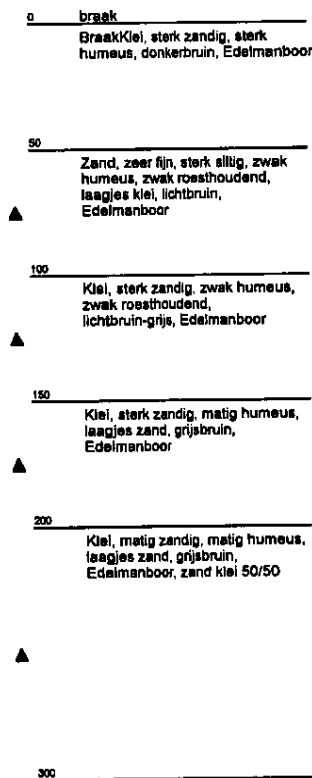 0 braak
BraakKlei, sterk zandig, sterk
humeus, donkerbruin, Edelmanboor
50
Zand, zeer fijn, sterk siltig, zwak
humeus, zwak roesthoudend,
laagjes klei, lichtbruin,
Edelmanboor
100
Klei, sterk zandig, zwak humeus,
zwak roesthoudend,
lichtbruin-grijs, Edelmanboor
150
Klei, sterk zandig, matig humeus,
laagjes zand, grijsbruin,
Edelmanboor
200
Klei, matig zandig, matig humeus,
laagjes zand, grijsbruin,
Edelmanboor, zand klei 50/50
300